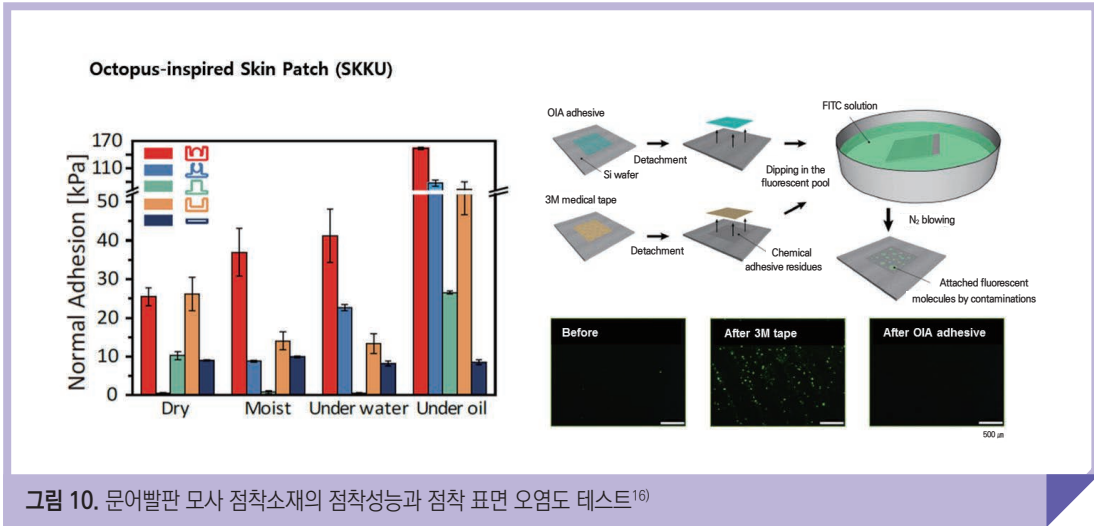 Octopus-inspired Skin Patch (SKKU)
Normal Adhesion [kPa]
170
110
50
40
30
20
10
0
Dry
Moist
Under water
Under oil
OIA adhesive
Si wafer
Detachment
3M medical tape
Detachment
Chemical
adhesive residues
Dipping in the
fluorescent pool
FITC solution
N₂ blowing
Attached fluorescent
molecules by contaminations
Before
After 3M tape
After OIA adhesive
500 ㎛
그림 10. 문어빨판 모사 점착소재의 점착성능과 점착 표면 오염도 테스트¹⁶⁾